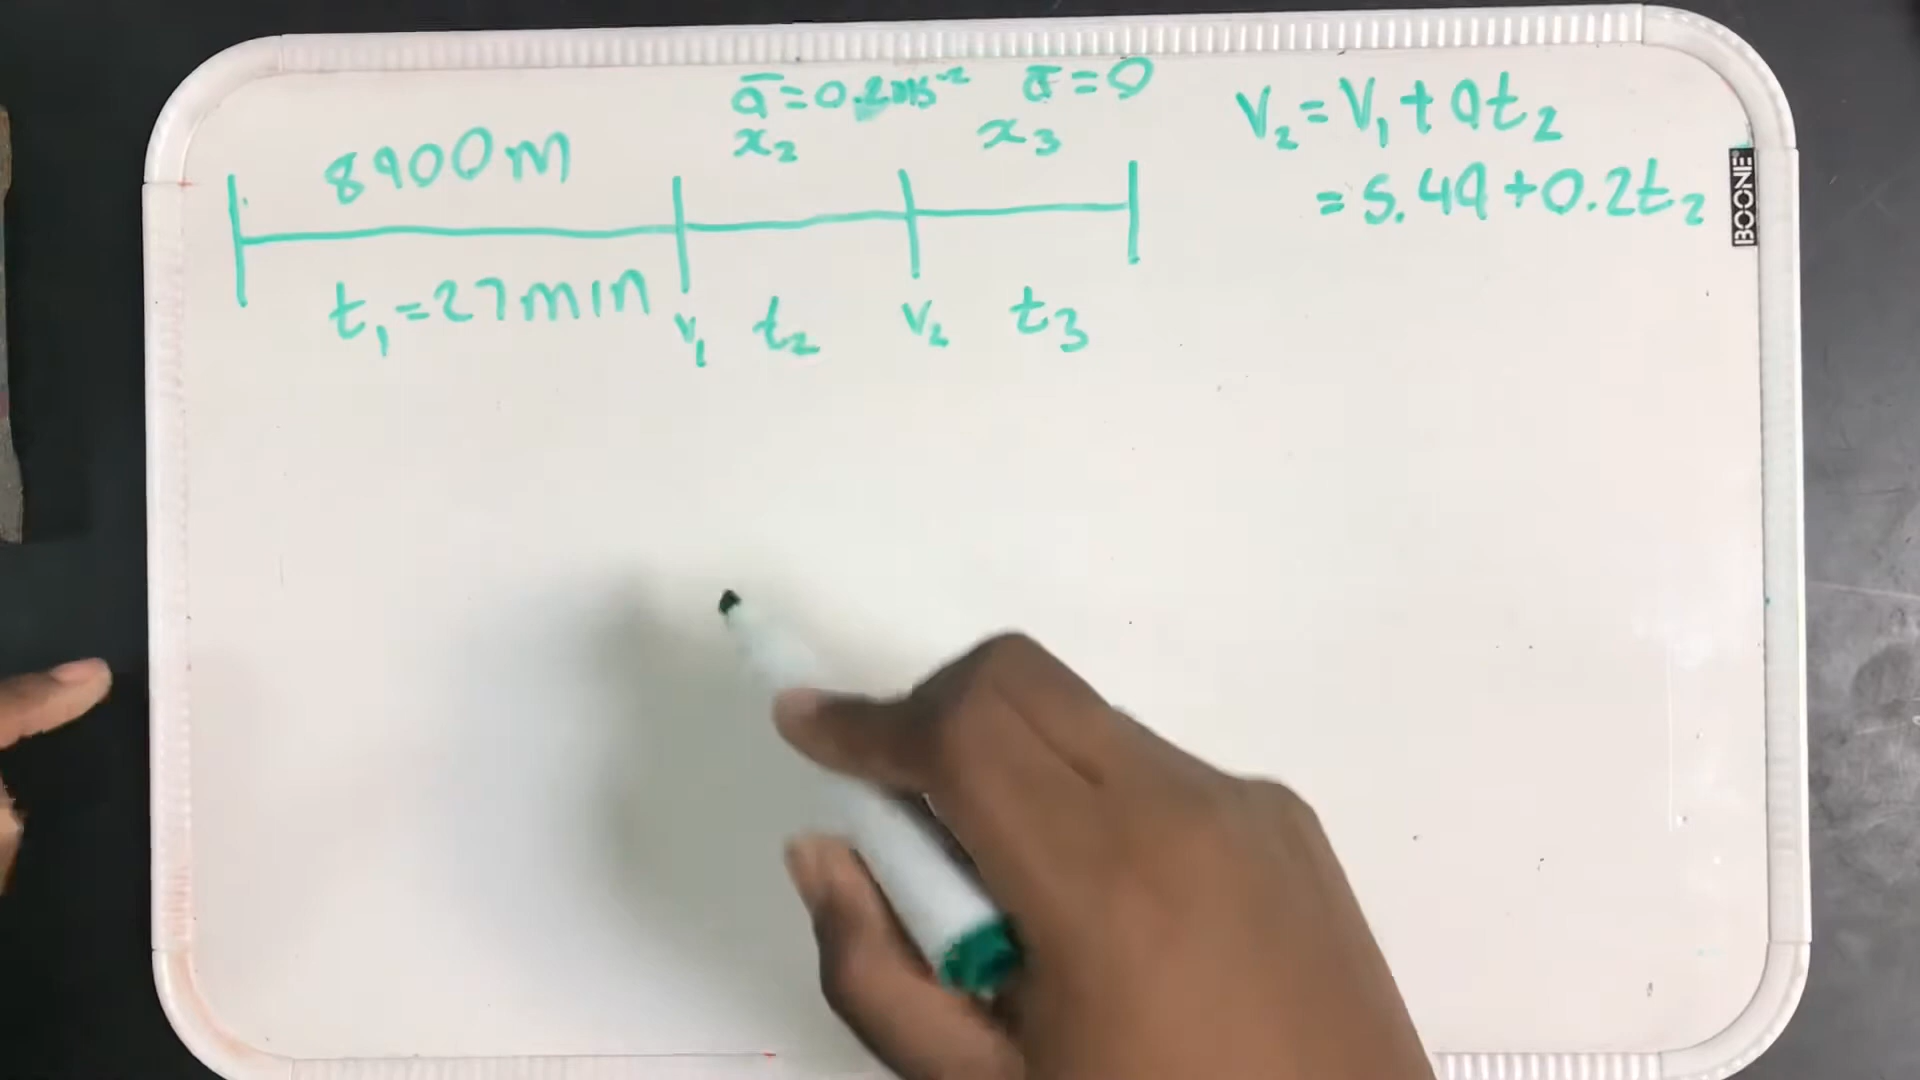 8900m
t₁=27min
ā=0.2ms⁻²
x₂
ā=0
x₃
v₁
t₂
v₂
t₃
V₂=V₁+at₂
=5.49+0.2t₂
BOONE